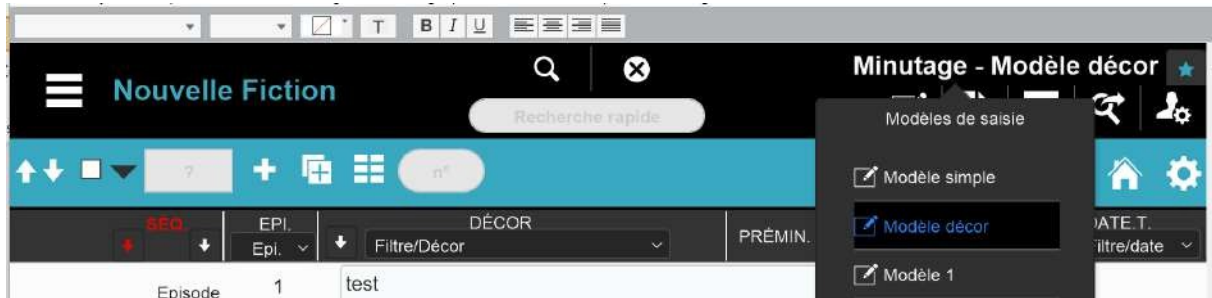 T B I U
Nouvelle Fiction
Minutage - Modèle décor
Recherche rapide
Modèles de saisie
? n°
Modèle simple
SÉQ. EPI. DÉCOR PRÉMIN. Modèle décor DATE.T.
Epi. Filtre/Décor Filtre/date
Episode 1 test Modèle 1